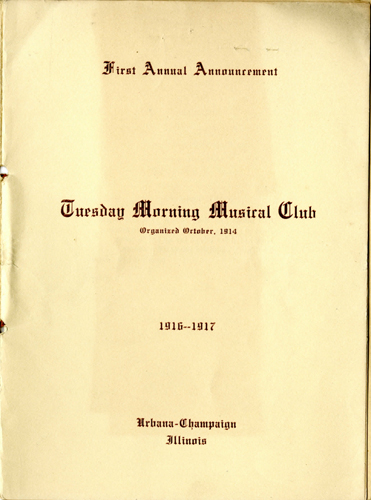 First Annual Announcement
Tuesday Morning Musical Club
Organized October, 1914
1916--1917
Urbana-Champaign
Illinois